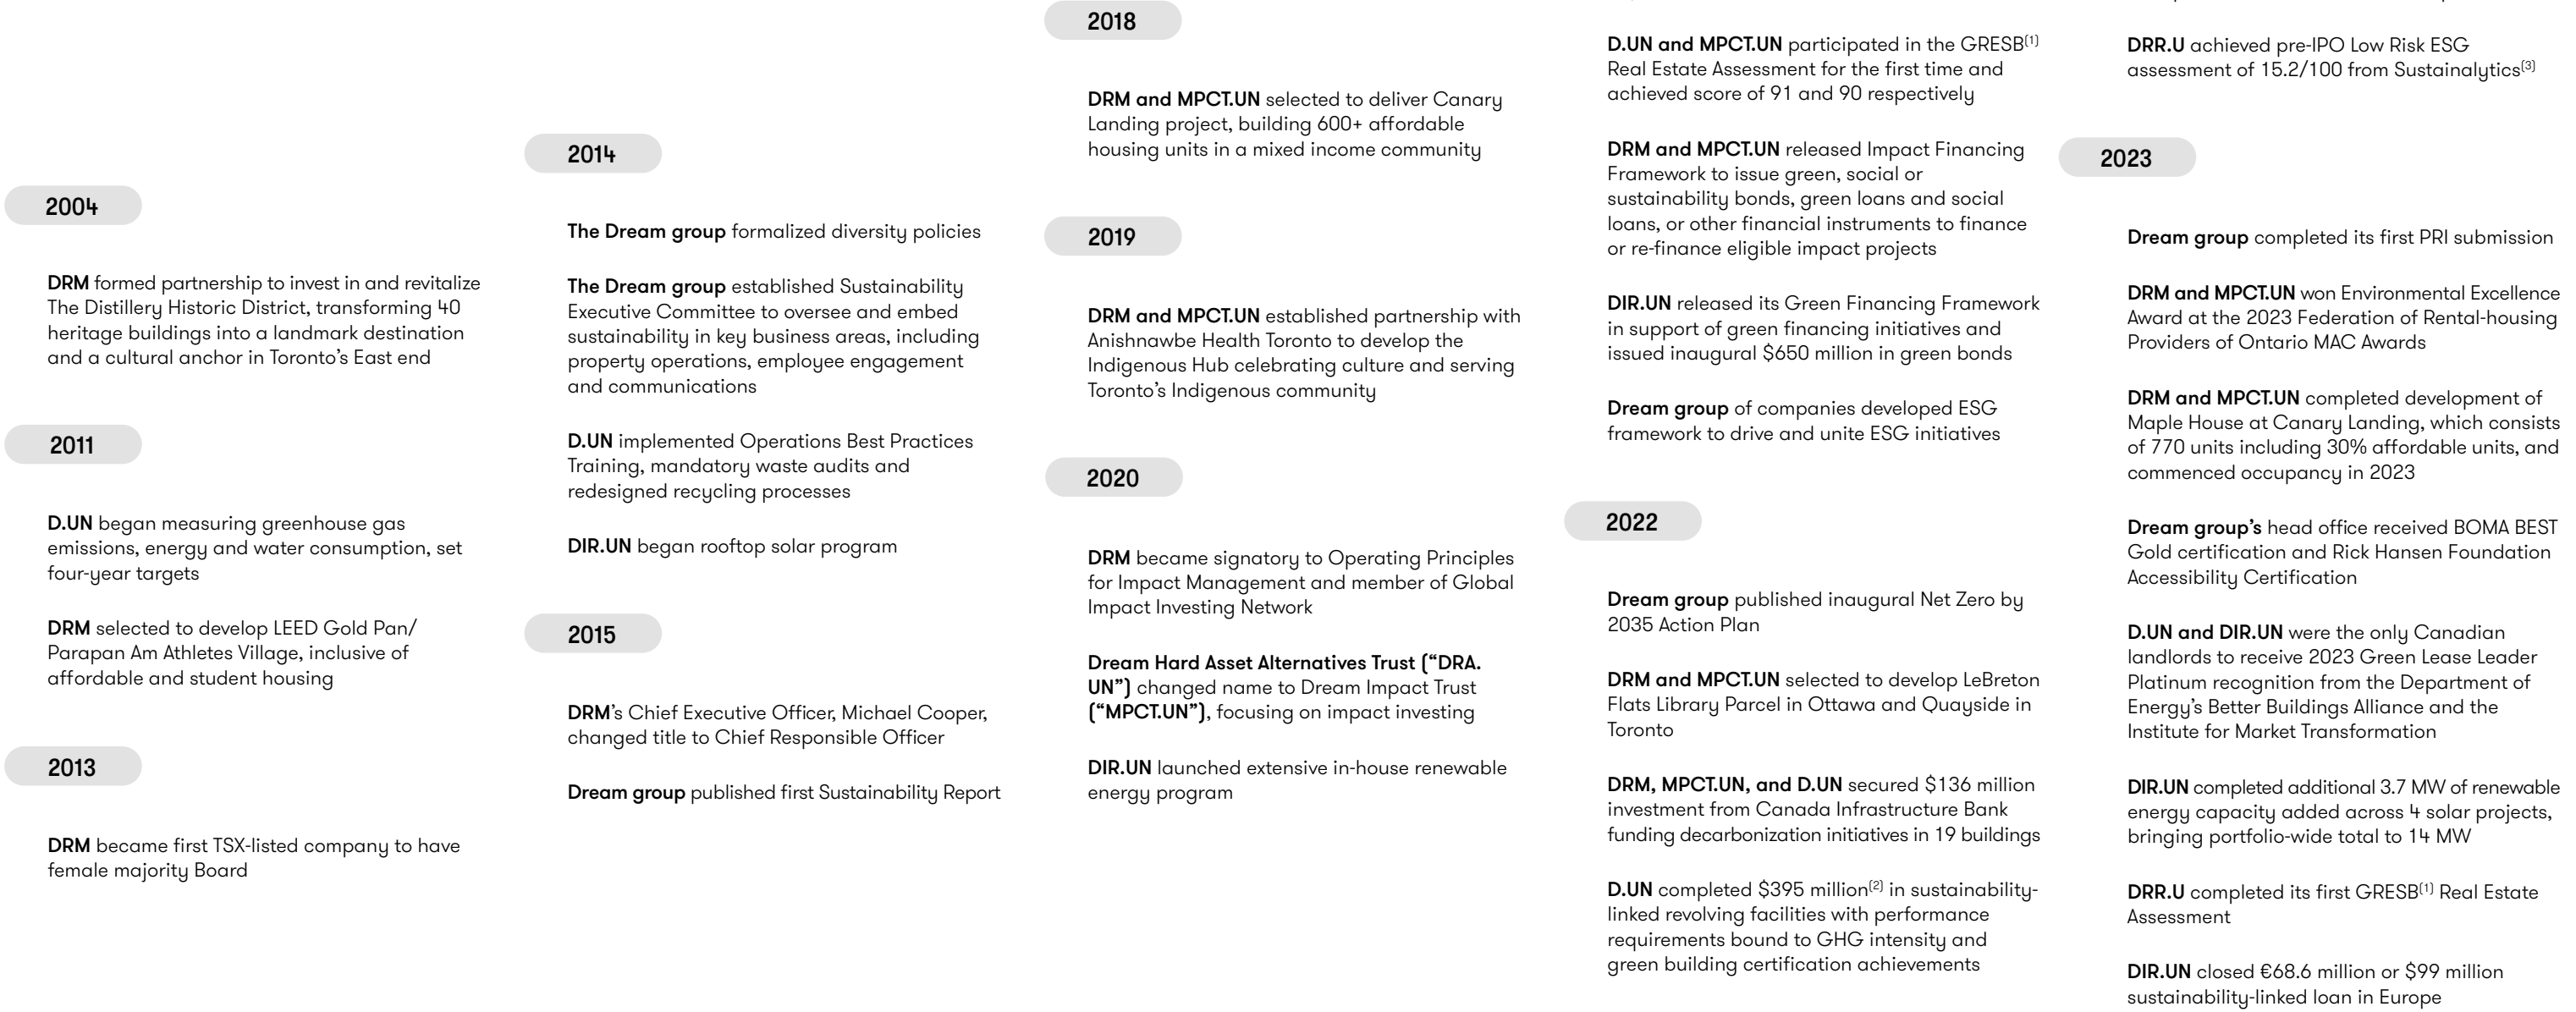 2004
DRM formed partnership to invest in and revitalize
The Distillery Historic District, transforming 40
heritage buildings into a landmark destination
and a cultural anchor in Toronto’s East end
2011
D.UN began measuring greenhouse gas
emissions, energy and water consumption, set
four-year targets
DRM selected to develop LEED Gold Pan/
Parapan Am Athletes Village, inclusive of
affordable and student housing
2013
DRM became first TSX-listed company to have
female majority Board
2014
The Dream group formalized diversity policies
The Dream group established Sustainability
Executive Committee to oversee and embed
sustainability in key business areas, including
property operations, employee engagement
and communications
D.UN implemented Operations Best Practices
Training, mandatory waste audits and
redesigned recycling processes
DIR.UN began rooftop solar program
2015
DRM’s Chief Executive Officer, Michael Cooper,
changed title to Chief Responsible Officer
Dream group published first Sustainability Report
2018
DRM and MPCT.UN selected to deliver Canary
Landing project, building 600+ affordable
housing units in a mixed income community
2019
DRM and MPCT.UN established partnership with
Anishnawbe Health Toronto to develop the
Indigenous Hub celebrating culture and serving
Toronto’s Indigenous community
2020
DRM became signatory to Operating Principles
for Impact Management and member of Global
Impact Investing Network
Dream Hard Asset Alternatives Trust (“DRA.
UN”) changed name to Dream Impact Trust
(“MPCT.UN”), focusing on impact investing
DIR.UN launched extensive in-house renewable
energy program
D.UN and MPCT.UN participated in the GRESB(1)
Real Estate Assessment for the first time and
achieved score of 91 and 90 respectively
DRM and MPCT.UN released Impact Financing
Framework to issue green, social or
sustainability bonds, green loans and social
loans, or other financial instruments to finance
or re-finance eligible impact projects
DIR.UN released its Green Financing Framework
in support of green financing initiatives and
issued inaugural $650 million in green bonds
Dream group of companies developed ESG
framework to drive and unite ESG initiatives
2022
Dream group published inaugural Net Zero by
2035 Action Plan
DRM and MPCT.UN selected to develop LeBreton
Flats Library Parcel in Ottawa and Quayside in
Toronto
DRM, MPCT.UN, and D.UN secured $136 million
investment from Canada Infrastructure Bank
funding decarbonization initiatives in 19 buildings
D.UN completed $395 million(2) in sustainability-
linked revolving facilities with performance
requirements bound to GHG intensity and
green building certification achievements
DRR.U achieved pre-IPO Low Risk ESG
assessment of 15.2/100 from Sustainalytics(3)
2023
Dream group completed its first PRI submission
DRM and MPCT.UN won Environmental Excellence
Award at the 2023 Federation of Rental-housing
Providers of Ontario MAC Awards
DRM and MPCT.UN completed development of
Maple House at Canary Landing, which consists
of 770 units including 30% affordable units, and
commenced occupancy in 2023
Dream group’s head office received BOMA BEST
Gold certification and Rick Hansen Foundation
Accessibility Certification
D.UN and DIR.UN were the only Canadian
landlords to receive 2023 Green Lease Leader
Platinum recognition from the Department of
Energy’s Better Buildings Alliance and the
Institute for Market Transformation
DIR.UN completed additional 3.7 MW of renewable
energy capacity added across 4 solar projects,
bringing portfolio-wide total to 14 MW
DRR.U completed its first GRESB(1) Real Estate
Assessment
DIR.UN closed €68.6 million or $99 million
sustainability-linked loan in Europe